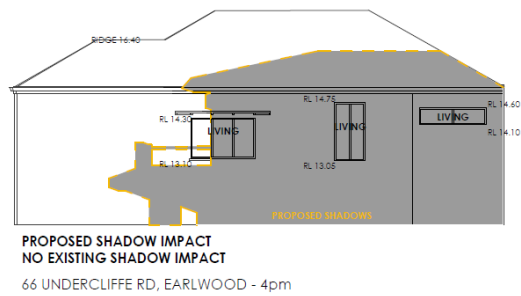 RIDGE 16.40
RL 14.75
RL 14.60
RL 14.30
LIVING
LIVING
LIVING
RL 14.10
RL 13.10
RL 13.05
PROPOSED SHADOWS
PROPOSED SHADOW IMPACT
NO EXISTING SHADOW IMPACT
66 UNDERCLIFFE RD, EARLWOOD - 4pm